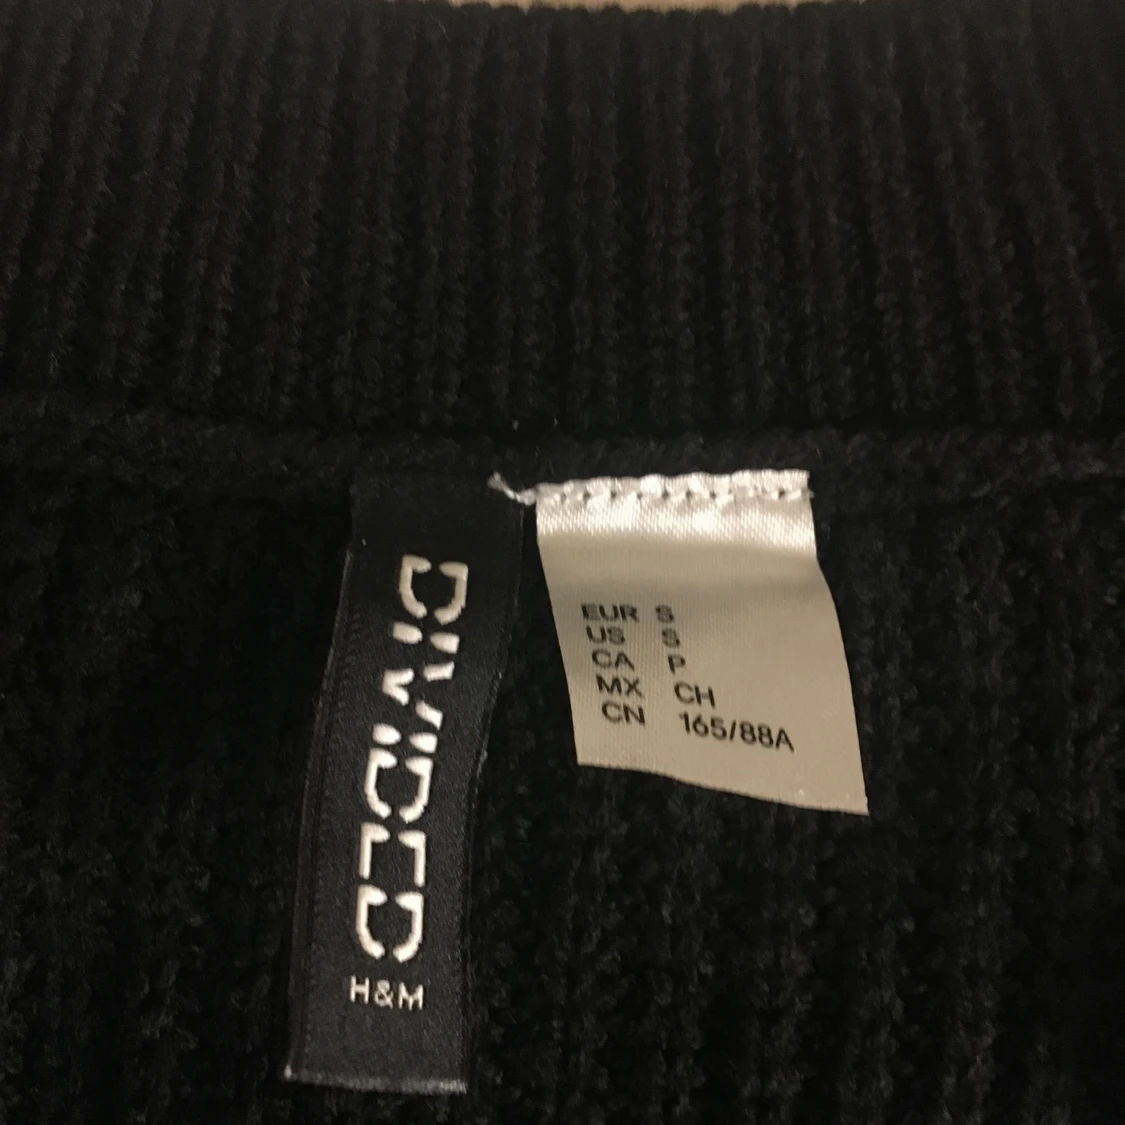 DIVIDED
H&M
EUR S
US S
CA P
MX CH
CN 165/88A